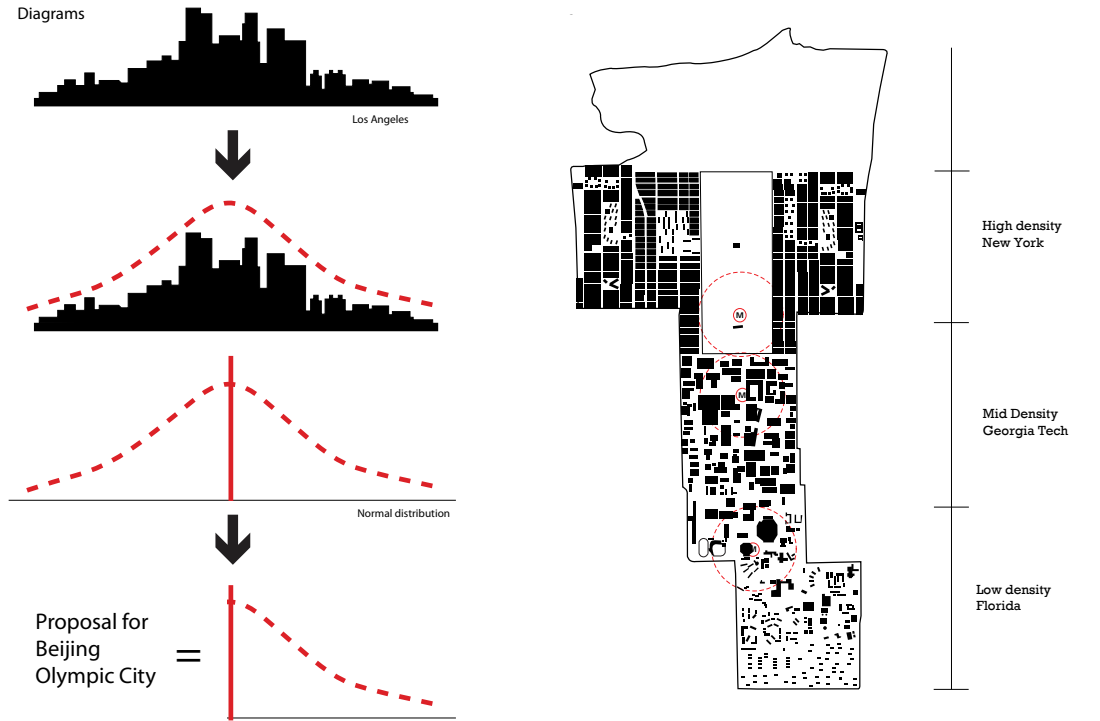 Diagrams
Los Angeles
Normal distribution
Proposal for
Beijing
Olympic City
=
High density
New York
M
M
Mid Density
Georgia Tech
Low density
Florida